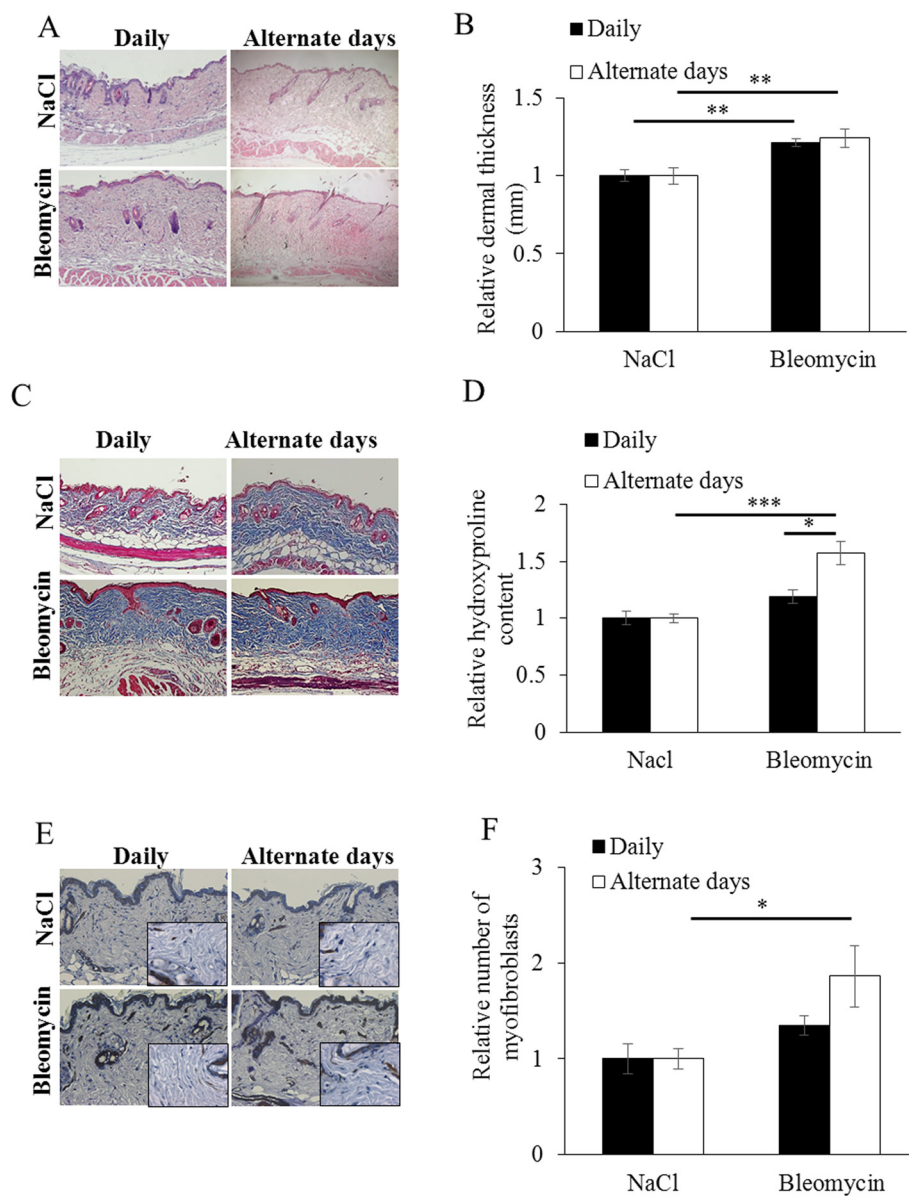 A
Daily Alternate days
NaCl
Bleomycin
B
Daily
Alternate days
**
**
Relative dermal thickness
(mm)
1.5
1
0.5
0
NaCl Bleomycin
C
Daily Alternate days
NaCl
Bleomycin
D
Daily
Alternate days
***
*
Relative hydroxyproline
content
2
1.5
1
0.5
0
Nacl Bleomycin
E
Daily Alternate days
NaCl
Bleomycin
F
Daily
Alternate days
*
Relative number of
myofibroblasts
3
2
1
0
NaCl Bleomycin